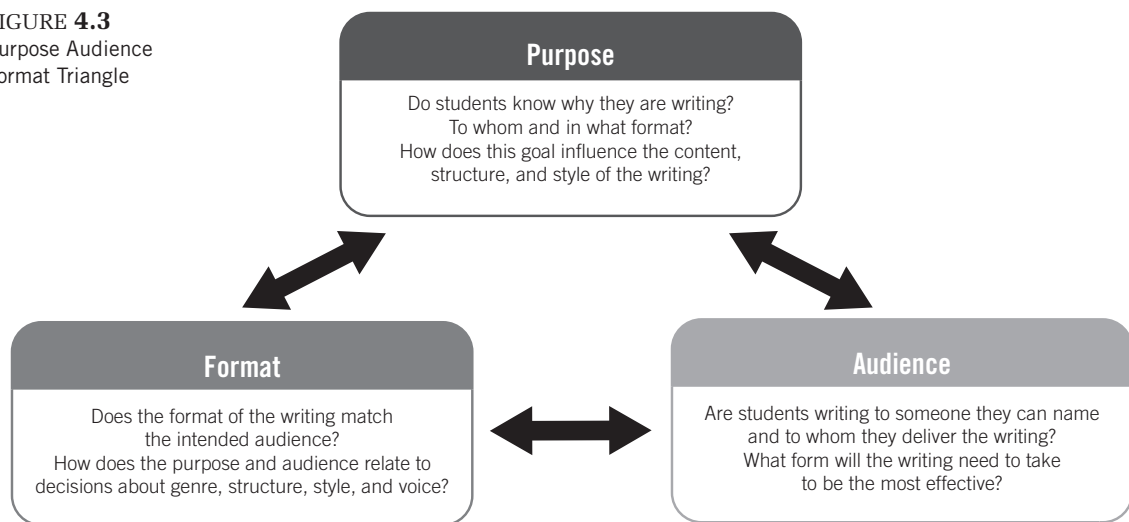 IGURE 4.3
urpose Audience
ormat Triangle
Purpose
Do students know why they are writing?
To whom and in what format?
How does this goal influence the content,
structure, and style of the writing?
Format
Does the format of the writing match
the intended audience?
How does the purpose and audience relate to
decisions about genre, structure, style, and voice?
Audience
Are students writing to someone they can name
and to whom they deliver the writing?
What form will the writing need to take
to be the most effective?